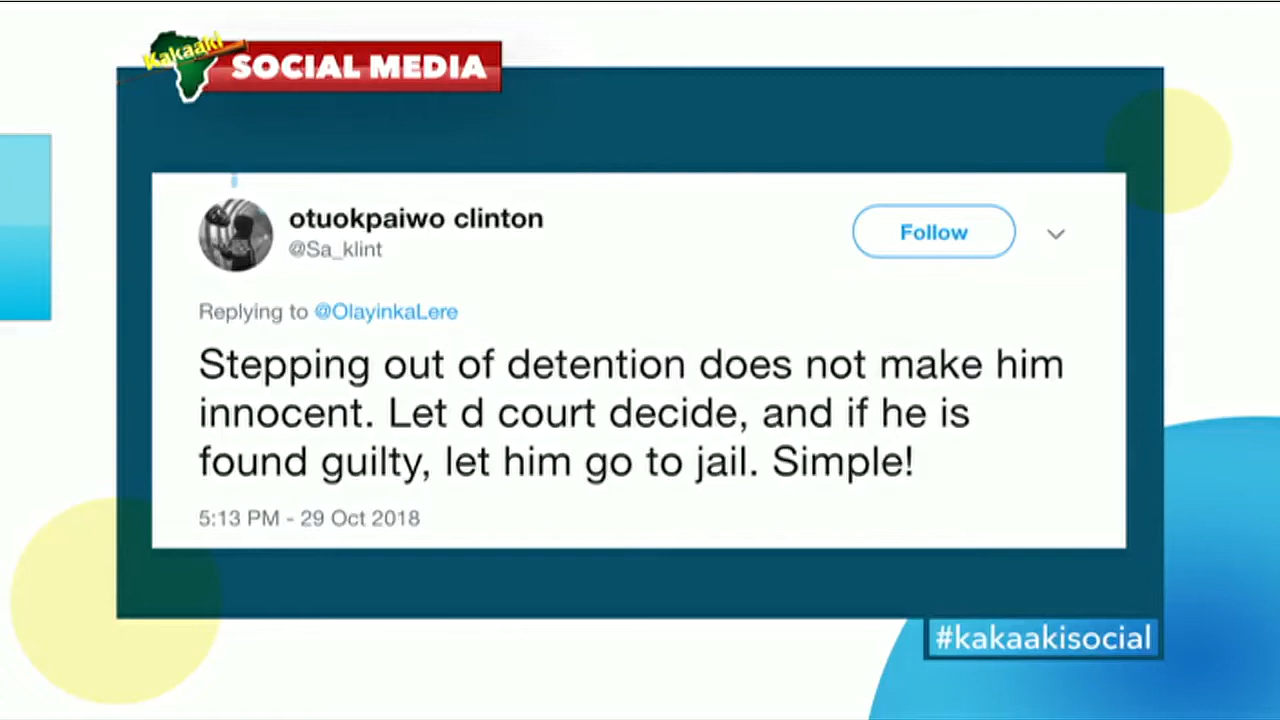 Kakaaki
SOCIAL MEDIA
otuokpaiwo clinton
@Sa_klint
Follow
Replying to @OlayinkaLere
Stepping out of detention does not make him
innocent. Let d court decide, and if he is
found guilty, let him go to jail. Simple!
5:13 PM - 29 Oct 2018
#kakaakisocial